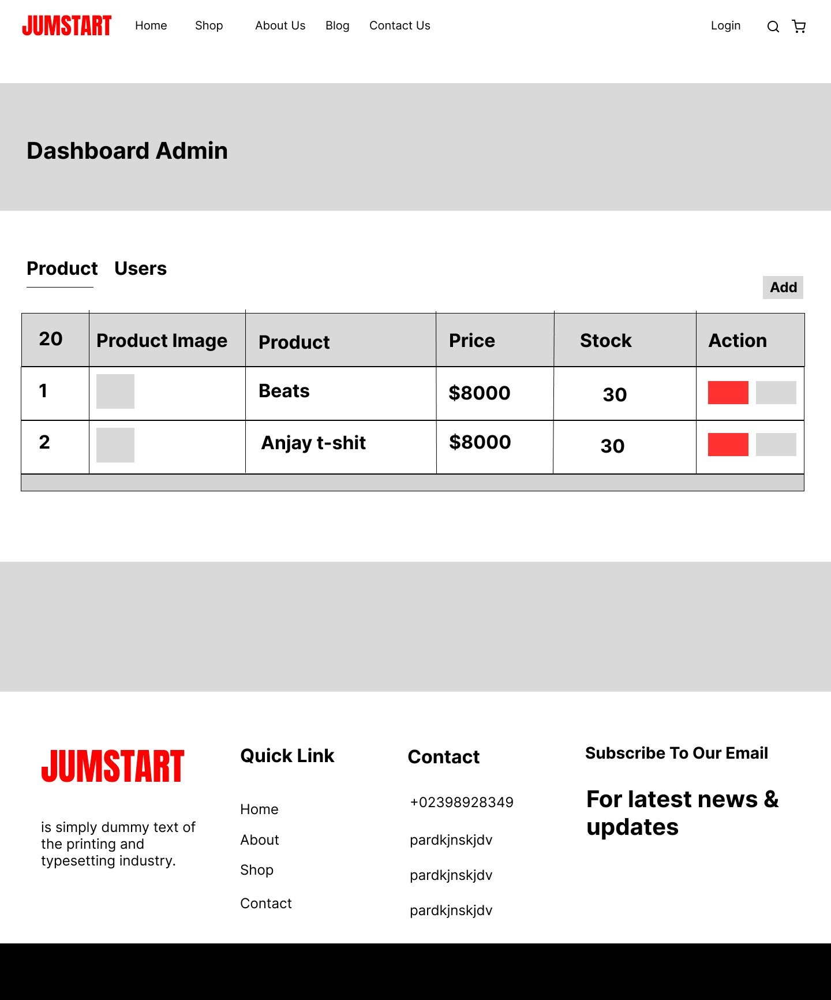 JUMSTART Home Shop About Us Blog Contact Us Login
Dashboard Admin
Product Users
Add
20 Product Image Product Price Stock Action
1 Beats $8000 30
2 Anjay t-shit $8000 30
JUMSTART
is simply dummy text of
the printing and
typesetting industry.
Quick Link
Home
About
Shop
Contact
Contact
+02398928349
pardkjnskjdv
pardkjnskjdv
pardkjnskjdv
Subscribe To Our Email
For latest news &
updates